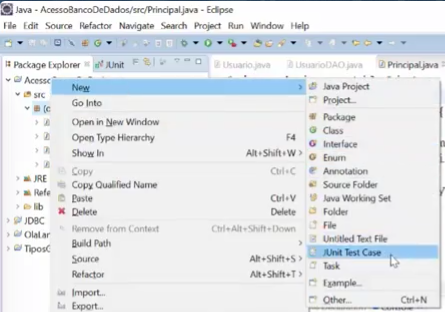 Java - AcessoBancoDeDados/src/Principal.java - Eclipse
File Edit Source Refactor Navigate Search Project Run Window Help
Package Explorer JUnit Usuario.java UsuarioDAO.java Principal.java
src
JRE
Refe
lib
JDBC
OlaLan
TiposG
New
Go Into
Open in New Window
Open Type Hierarchy F4
Show In Alt+Shift+W >
Copy Ctrl+C
Copy Qualified Name
Paste Ctrl+V
Delete Delete
Remove from Context Ctrl+Alt+Shift+Down
Build Path
Source Alt+Shift+S >
Refactor Alt+Shift+T >
Import...
Export...
Java Project
Project...
Package
Class
Interface
Enum
Annotation
Source Folder
Java Working Set
Folder
File
Untitled Text File
JUnit Test Case
Task
Example...
Other... Ctrl+N